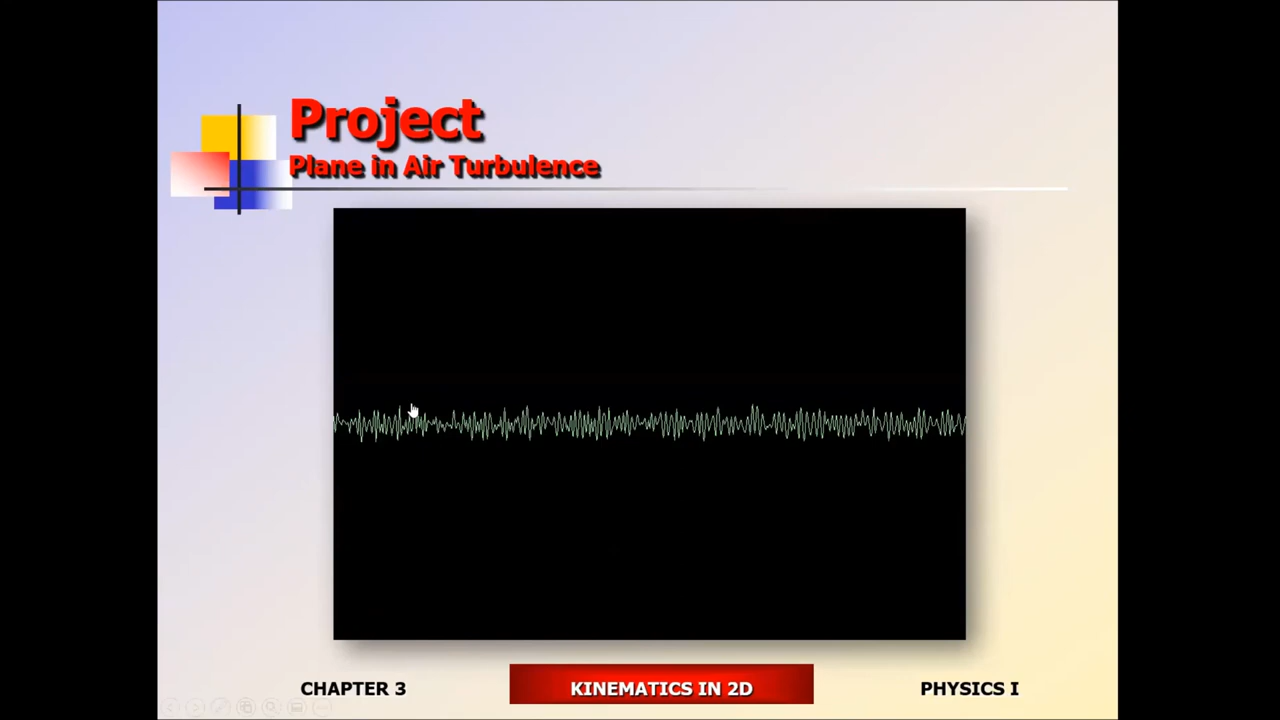 Project
Plane in Air Turbulence
CHAPTER 3
KINEMATICS IN 2D
PHYSICS I